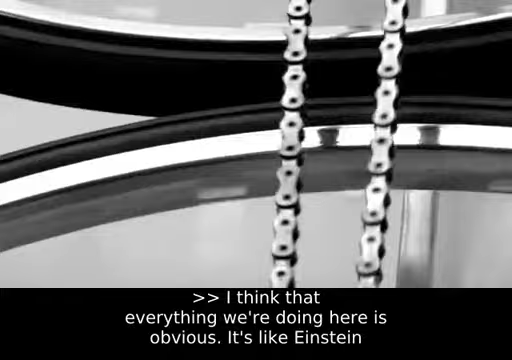 >> I think that
everything we're doing here is
obvious. It's like Einstein